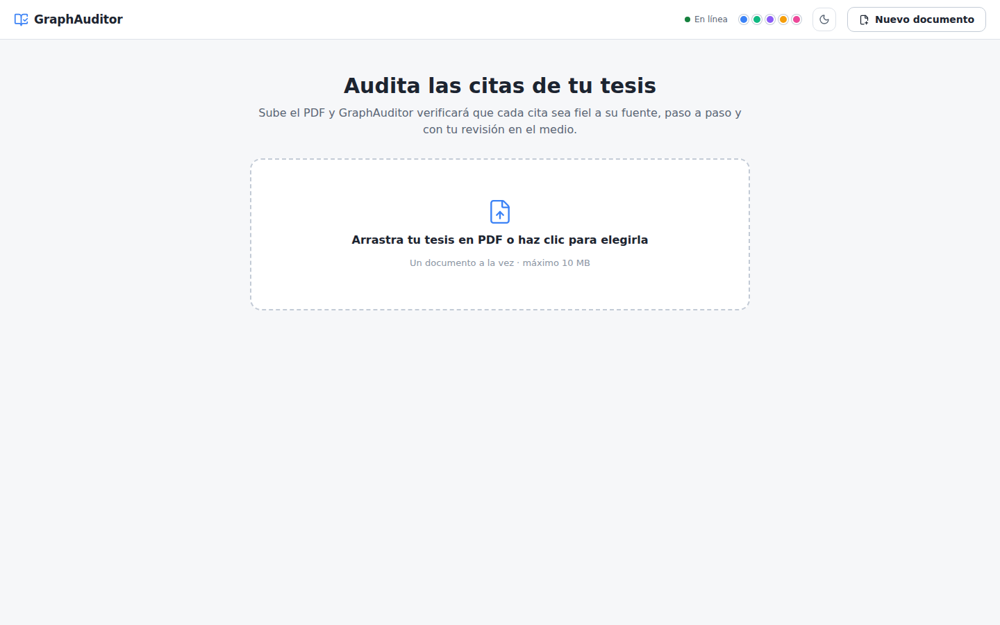 GraphAuditor
En línea
Nuevo documento
Audita las citas de tu tesis
Sube el PDF y GraphAuditor verificará que cada cita sea fiel a su fuente, paso a paso y
con tu revisión en el medio.
Arrastra tu tesis en PDF o haz clic para elegirla
Un documento a la vez · máximo 10 MB